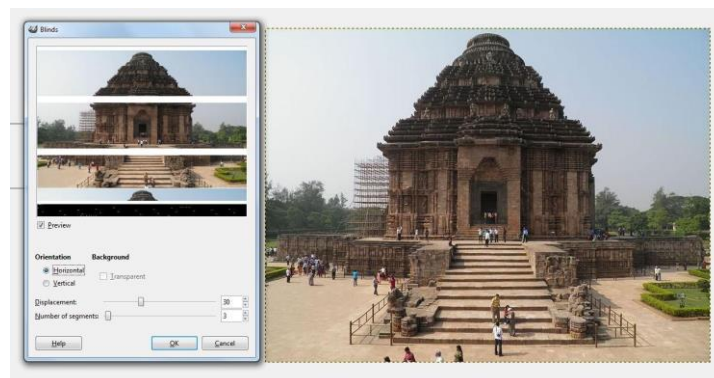 Blinds
Preview
Orientation Background
Horizontal
Transparent
Vertical
Displacement: 30
Number of segments: 3
Help OK Cancel